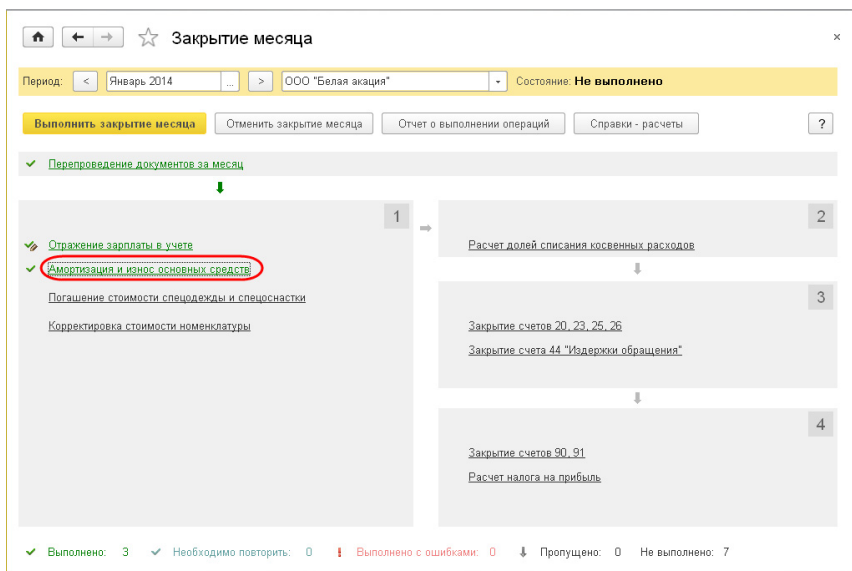 Закрытие месяца
Период: < Январь 2014 ... > ООО "Белая акация" Состояние: Не выполнено
Выполнить закрытие месяца Отменить закрытие месяца Отчет о выполнении операций Справки - расчеты ?
Перепроведение документов за месяц
1
Отражение зарплаты в учете
Амортизация и износ основных средств
Погашение стоимости спецодежды и спецоснастки
Корректировка стоимости номенклатуры
2
Расчет долей списания косвенных расходов
3
Закрытие счетов 20, 23, 25, 26
Закрытие счета 44 "Издержки обращения"
4
Закрытие счетов 90, 91
Расчет налога на прибыль
Выполнено: 3 Необходимо повторить: 0 Выполнено с ошибками: 0 Пропущено: 0 Не выполнено: 7